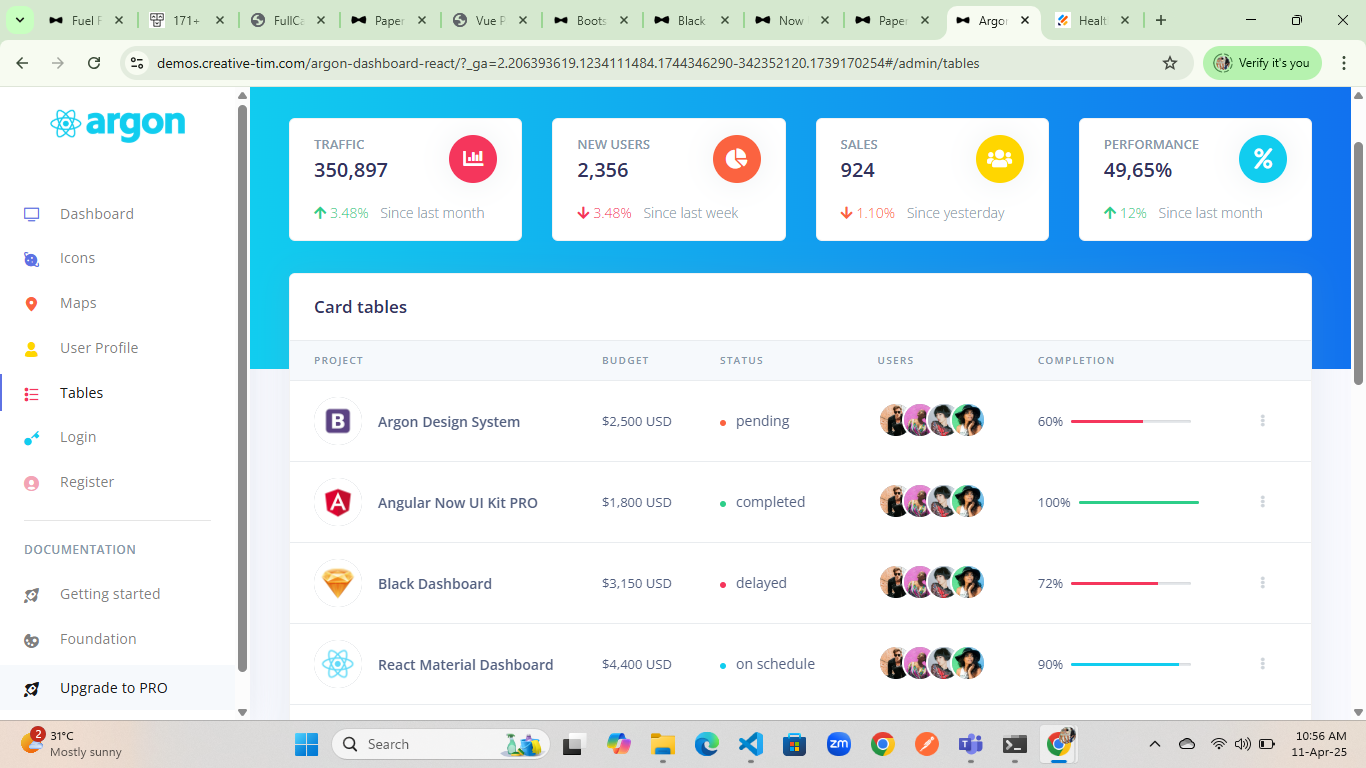 Fuel F
171+
FullCa
Paper
Vue P
Boots
Black
Now
Paper
Argo
Healt
demos.creative-tim.com/argon-dashboard-react/?_ga=2.206393619.1234111484.1744346290-342352120.1739170254#/admin/tables
Verify it's you
argon
Dashboard
Icons
Maps
User Profile
Tables
Login
Register
DOCUMENTATION
Getting started
Foundation
Upgrade to PRO
TRAFFIC
350,897
3.48% Since last month
NEW USERS
2,356
3.48% Since last week
SALES
924
1.10% Since yesterday
PERFORMANCE
49,65%
12% Since last month
Card tables
PROJECT BUDGET STATUS USERS COMPLETION
Argon Design System $2,500 USD pending 60%
Angular Now UI Kit PRO $1,800 USD completed 100%
Black Dashboard $3,150 USD delayed 72%
React Material Dashboard $4,400 USD on schedule 90%
2
31°C
Mostly sunny
Search
zm
10:56 AM
11-Apr-25